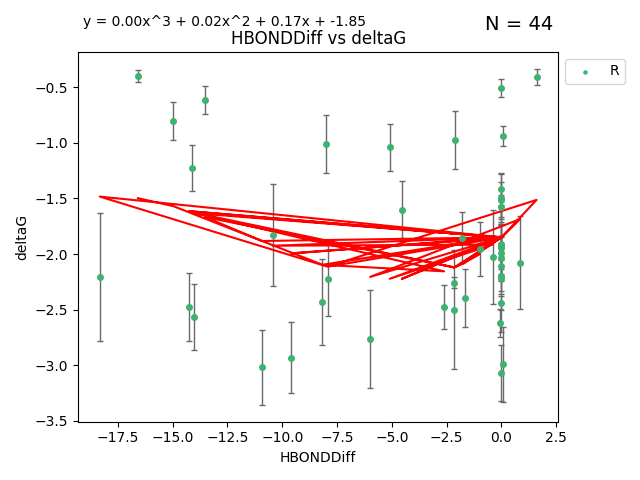 y = 0.00x^3 + 0.02x^2 + 0.17x + -1.85
N = 44
HBONDDiff vs deltaG
R
deltaG
−0.5
−1.0
−1.5
−2.0
−2.5
−3.0
−3.5
−17.5 −15.0 −12.5 −10.0 −7.5 −5.0 −2.5 0.0 2.5
HBONDDiff